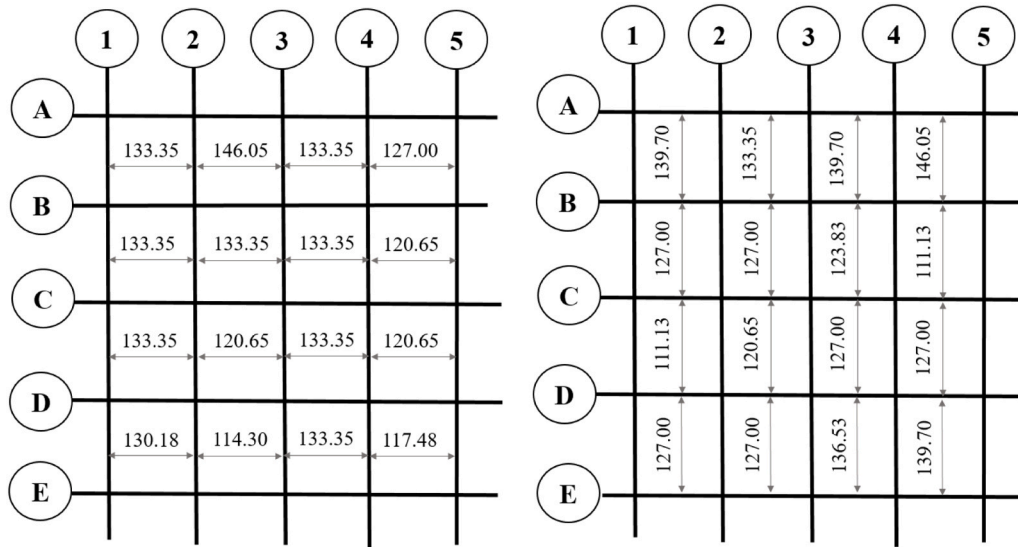 1 2 3 4 5
A
133.35 146.05 133.35 127.00
B
133.35 133.35 133.35 120.65
C
133.35 120.65 133.35 120.65
D
130.18 114.30 133.35 117.48
E
1 2 3 4 5
A
139.70 133.35 139.70 146.05
B
127.00 127.00 123.83 111.13
C
111.13 120.65 127.00 127.00
D
127.00 127.00 136.53 139.70
E